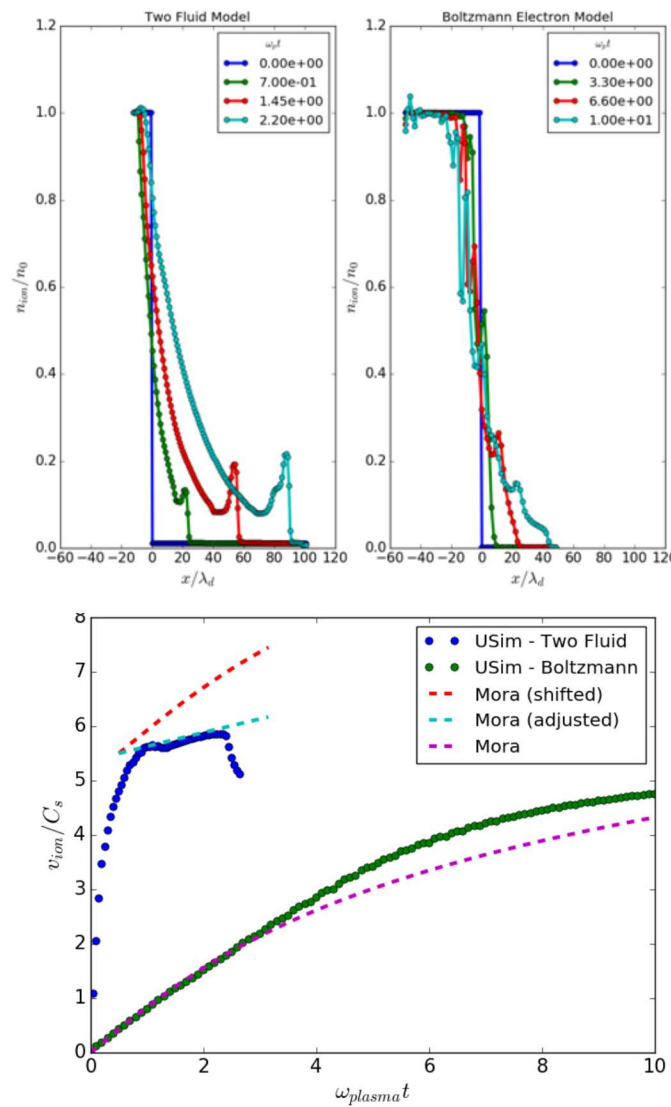 Two Fluid Model
1.2
1.0
0.8
0.6
0.4
0.2
0.0
n_ion/n_0
ω_p t
0.00e+00
7.00e-01
1.45e+00
2.20e+00
−60 −40 −20 0 20 40 60 80 100 120
x/λ_d
Boltzmann Electron Model
1.2
1.0
0.8
0.6
0.4
0.2
0.0
n_ion/n_0
ω_p t
0.00e+00
3.30e+00
6.60e+00
1.00e+01
−60 −40 −20 0 20 40 60 80 100 120
x/λ_d
8
7
6
5
4
3
2
1
0
v_ion/C_s
USim - Two Fluid
USim - Boltzmann
Mora (shifted)
Mora (adjusted)
Mora
0 2 4 6 8 10
ω_plasma t